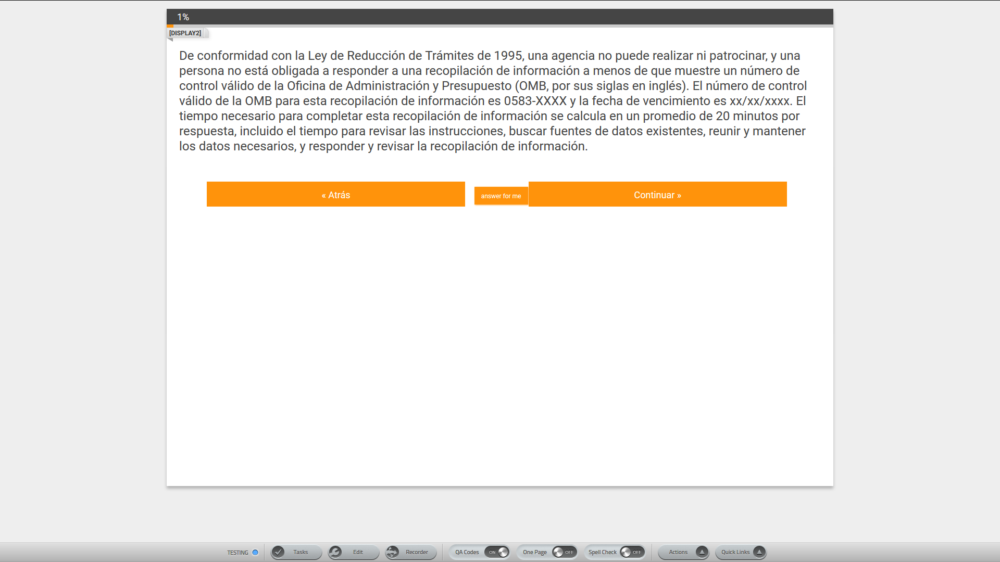 1%
[DISPLAY2]
De conformidad con la Ley de Reducción de Trámites de 1995, una agencia no puede realizar ni patrocinar, y una
persona no está obligada a responder a una recopilación de información a menos de que muestre un número de
control válido de la Oficina de Administración y Presupuesto (OMB, por sus siglas en inglés). El número de control
válido de la OMB para esta recopilación de información es 0583-XXXX y la fecha de vencimiento es xx/xx/xxxx. El
tiempo necesario para completar esta recopilación de información se calcula en un promedio de 20 minutos por
respuesta, incluido el tiempo para revisar las instrucciones, buscar fuentes de datos existentes, reunir y mantener
los datos necesarios, y responder y revisar la recopilación de información.
« Atrás answer for me Continuar »
TESTING Tasks Edit Recorder QA Codes ON One Page OFF Spell Check OFF Actions Quick Links